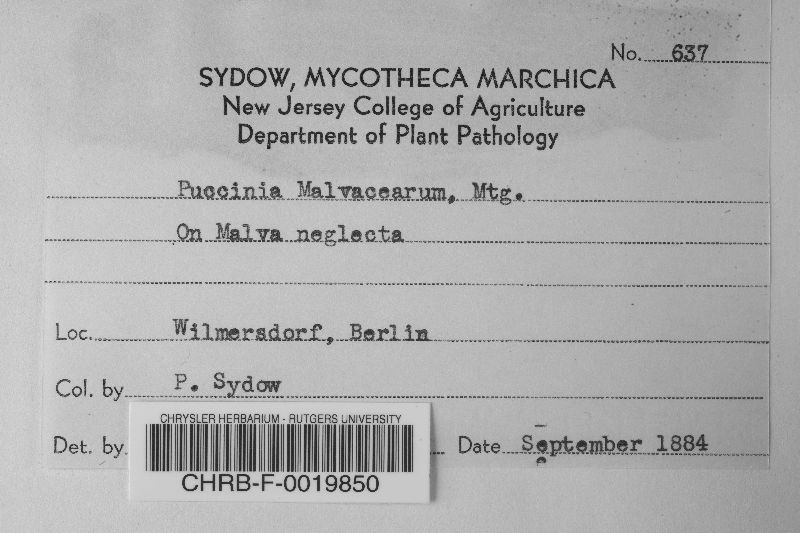 No. 637
SYDOW, MYCOTHECA MARCHICA
New Jersey College of Agriculture
Department of Plant Pathology
Puccinia Malvacearum, Mtg.
On Malva neglecta
Loc. Wilmersdorf, Berlin
Col. by P. Sydow
Det. by Date September 1884
CHRYSLER HERBARIUM - RUTGERS UNIVERSITY
CHRB-F-0019850